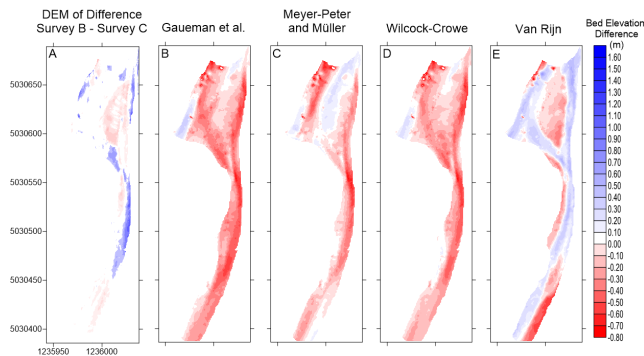 DEM of Difference
Survey B - Survey C
Gaueman et al.
Meyer-Peter
and Müller
Wilcock-Crowe
Van Rijn
Bed Elevation
Difference
(m)
A
B
C
D
E
5030650
5030600
5030550
5030500
5030450
5030400
1235950
1236000
1.60
1.50
1.40
1.30
1.20
1.10
1.00
0.90
0.80
0.70
0.60
0.50
0.40
0.30
0.20
0.10
0.00
-0.10
-0.20
-0.30
-0.40
-0.50
-0.60
-0.70
-0.80